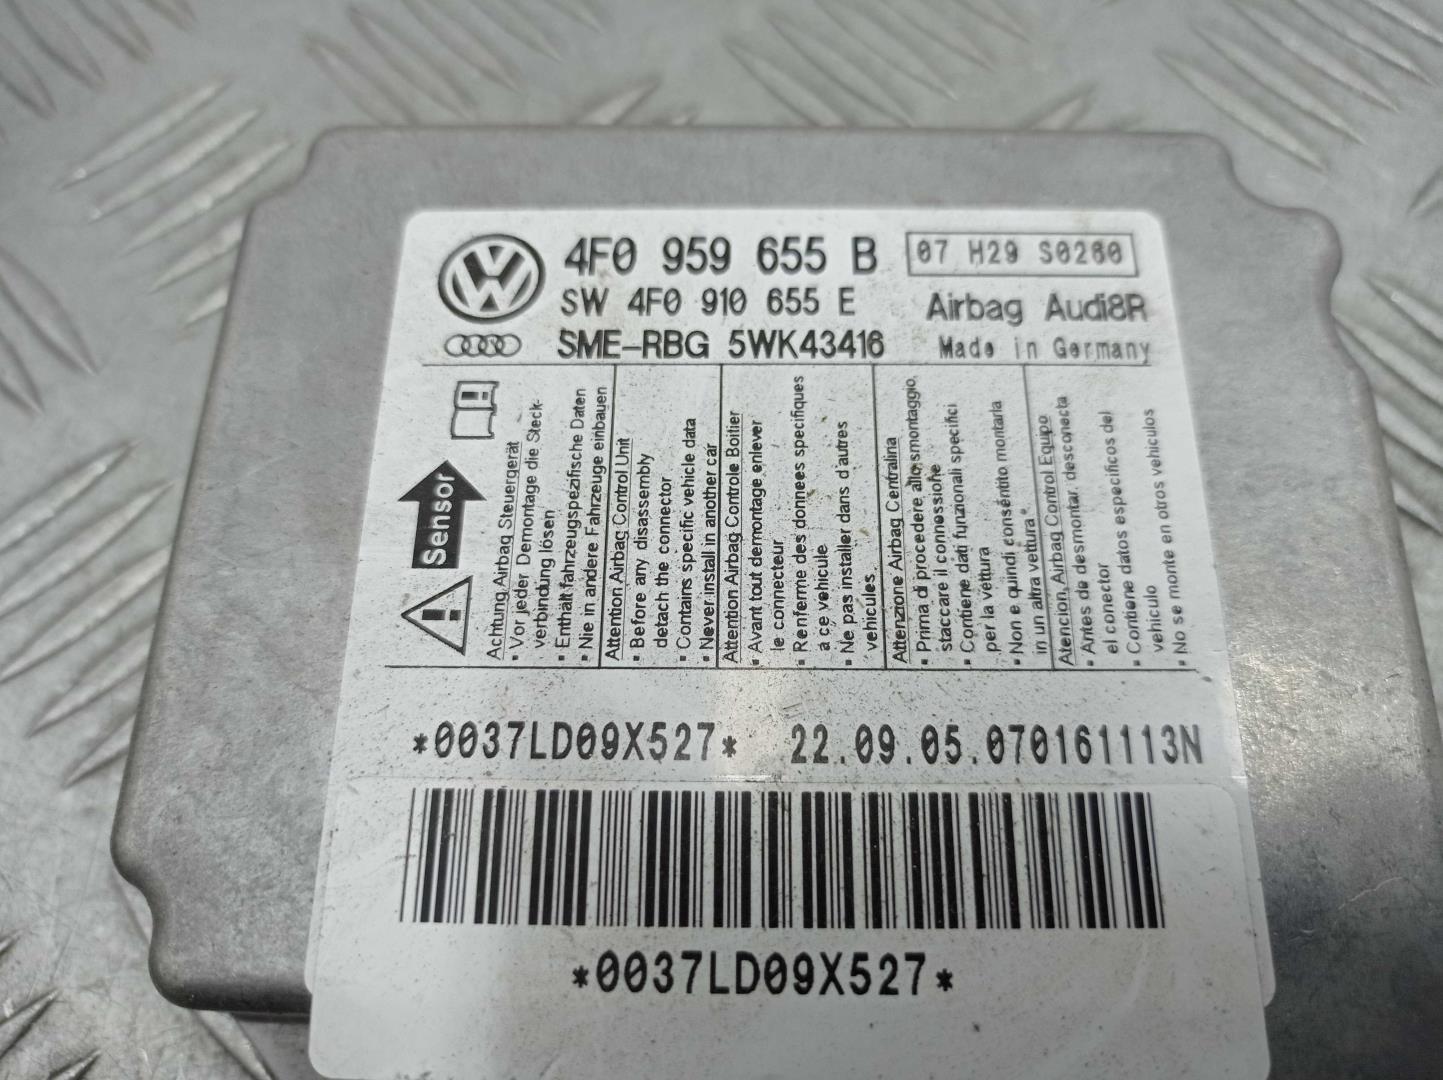 4F0 959 655 B 07 H29 S0260
SW 4F0 910 655 E Airbag Audi8R
SME-RBG 5WK43416 Made in Germany
Sensor
Achtung Airbag Steuergerät
• Vor jeder Demontage die Steck-
verbindung lösen
• Enthält fahrzeugspezifische Daten
• Nie in andere Fahrzeuge einbauen
Attention Airbag Control Unit
• Before any disassembly
detach the connector
• Contains specific vehicle data
• Never install in another car
Attention Airbag Controle Boitier
• Avant tout demontage enlever
le connecteur
• Renferme des donnees specifiques
a ce vehicule
• Ne pas installer dans d'autres
vehicules
Attenzione Airbag Centralina
• Prima di procedere allo smontaggio,
staccare il connessione
• Contiene dati funzionali specifici
per la vettura
• Non e quindi consentito montarla
in un altra vettura
Atencion, Airbag Control Equipo
• Antes de desmontar, desconecta
el conector
• Contiene datos especificos del
vehiculo
• No se monte en otros vehiculos
*0037LD09X527* 22.09.05.070161113N
*0037LD09X527*